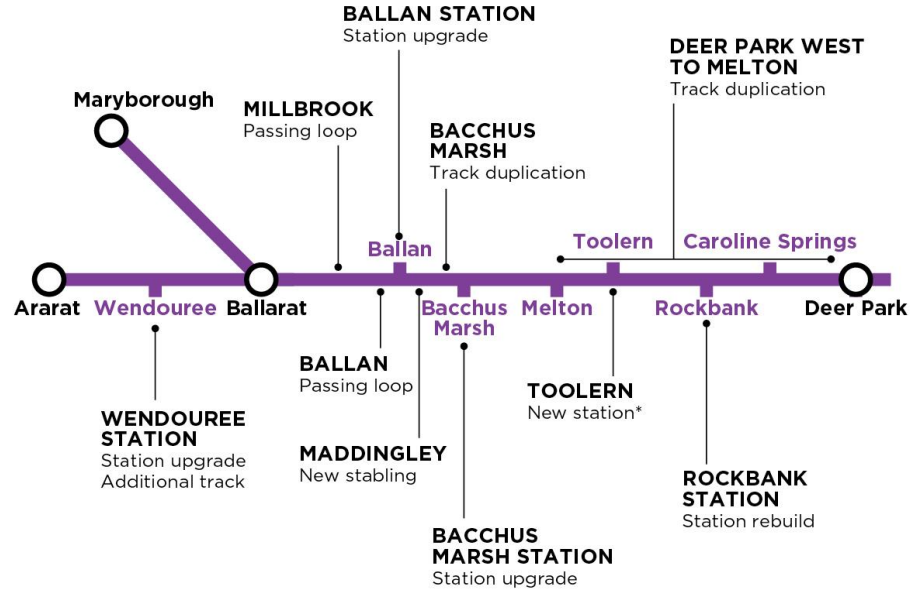 BALLAN STATION
Station upgrade
DEER PARK WEST
TO MELTON
Track duplication
Maryborough
MILLBROOK
Passing loop
BACCHUS
MARSH
Track duplication
Ballan
Toolern
Caroline Springs
Ararat
Wendouree
Ballarat
Bacchus
Marsh
Melton
Rockbank
Deer Park
BALLAN
Passing loop
TOOLERN
New station*
WENDOUREE
STATION
Station upgrade
Additional track
MADDINGLEY
New stabling
ROCKBANK
STATION
Station rebuild
BACCHUS
MARSH STATION
Station upgrade